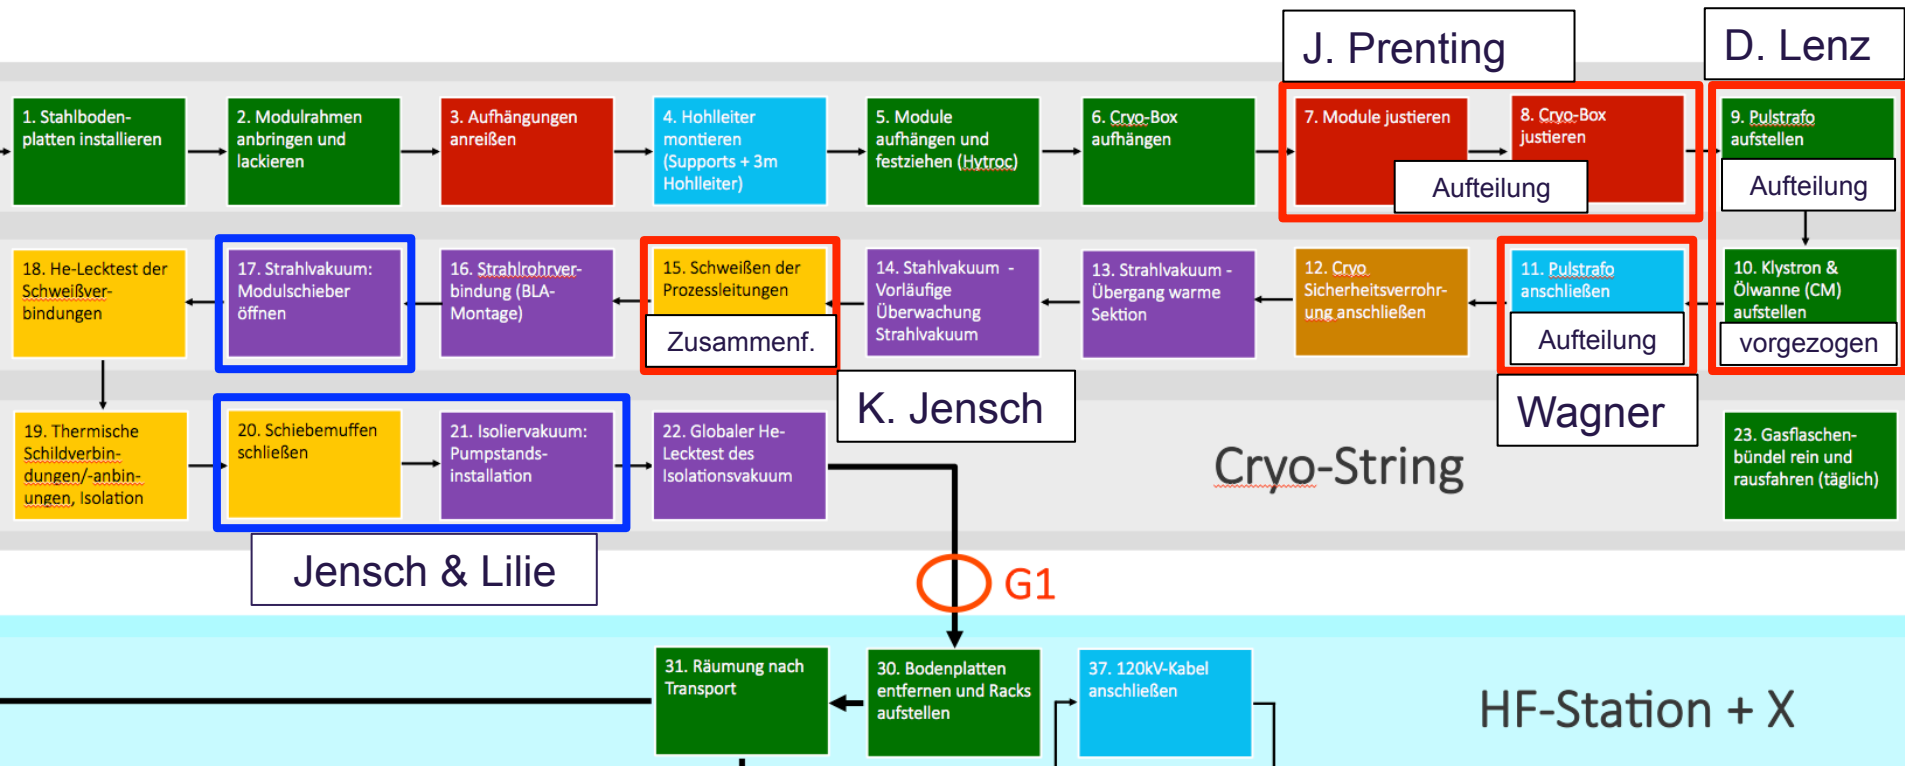 J. Prenting
D. Lenz
1. Stahlboden-
platten installieren
2. Modulrahmen
anbringen und
lackieren
3. Aufhängungen
anreißen
4. Hohlleiter
montieren
(Supports + 3m
Hohlleiter)
5. Module
aufhängen und
festziehen (Hytroc)
6. Cryo-Box
aufhängen
7. Module justieren
8. Cryo-Box
justieren
Aufteilung
9. Pulstrafo
aufstellen
Aufteilung
18. He-Lecktest der
Schweißver-
bindungen
17. Strahlvakuum:
Modulschieber
öffnen
16. Strahlrohrver-
bindung (BLA-
Montage)
15. Schweißen der
Prozessleitungen
Zusammenf.
14. Stahlvakuum -
Vorläufige
Überwachung
Strahlvakuum
13. Strahlvakuum -
Übergang warme
Sektion
12. Cryo
Sicherheitsverrohr-
ung anschließen
11. Pulstrafo
anschließen
Aufteilung
10. Klystron &
Ölwanne (CM)
aufstellen
vorgezogen
K. Jensch
Wagner
19. Thermische
Schildverbin-
dungen/-anbin-
ungen, Isolation
20. Schiebemuffen
schließen
21. Isoliervakuum:
Pumpstands-
installation
22. Globaler He-
Lecktest des
Isolationsvakuum
Cryo-String
23. Gasflaschen-
bündel rein und
rausfahren (täglich)
Jensch & Lilie
G1
31. Räumung nach
Transport
30. Bodenplatten
entfernen und Racks
aufstellen
37. 120kV-Kabel
anschließen
HF-Station + X